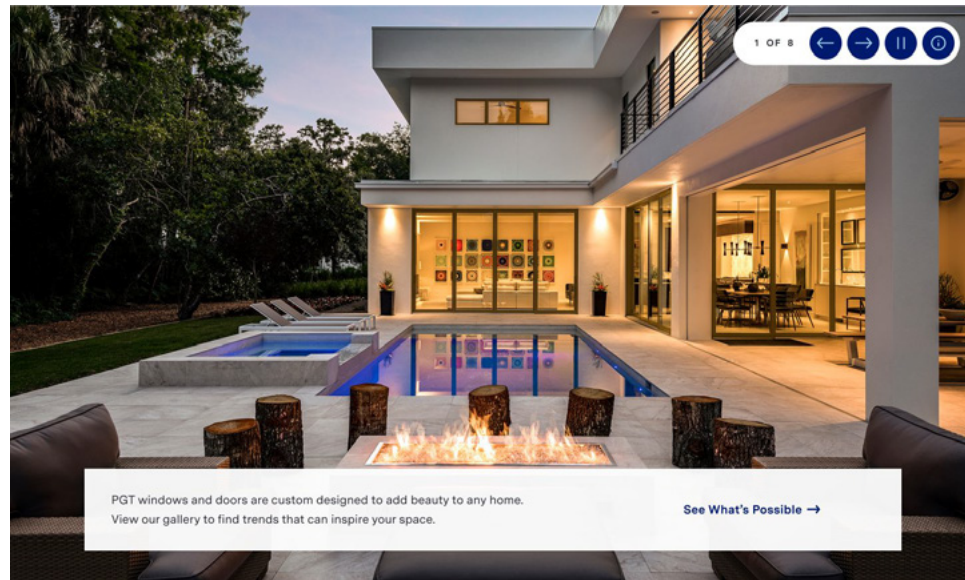 1 OF 8
PGT windows and doors are custom designed to add beauty to any home.
View our gallery to find trends that can inspire your space.
See What's Possible →